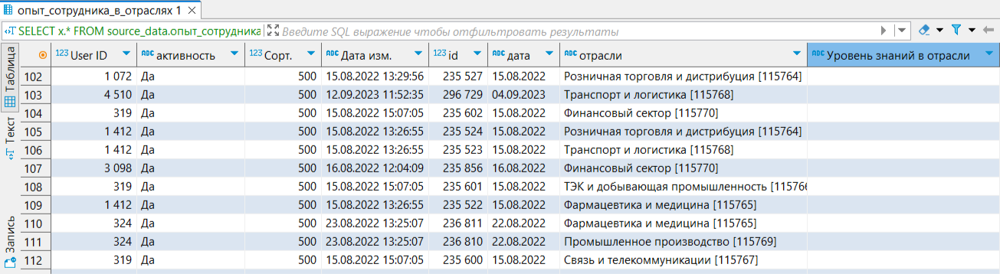 опыт_сотрудника_в_отраслях 1
SELECT x.* FROM source_data.опыт_сотрудника Введите SQL выражение чтобы отфильтровать результаты
Таблица
Текст
Запись
123 User ID ABC активность 123 Сорт. ABC Дата изм. 123 id ABC дата ABC отрасли ABC Уровень знаний в отрасли
102 1 072 Да 500 15.08.2022 13:29:56 235 527 15.08.2022 Розничная торговля и дистрибуция [115764]
103 4 510 Да 500 12.09.2023 11:52:35 296 729 04.09.2023 Транспорт и логистика [115768]
104 319 Да 500 15.08.2022 15:07:05 235 602 15.08.2022 Финансовый сектор [115770]
105 1 412 Да 500 15.08.2022 13:26:55 235 524 15.08.2022 Розничная торговля и дистрибуция [115764]
106 1 412 Да 500 15.08.2022 13:26:55 235 523 15.08.2022 Транспорт и логистика [115768]
107 3 098 Да 500 16.08.2022 12:04:09 235 856 16.08.2022 Финансовый сектор [115770]
108 319 Да 500 15.08.2022 15:07:05 235 601 15.08.2022 ТЭК и добывающая промышленность [115766
109 1 412 Да 500 15.08.2022 13:26:55 235 522 15.08.2022 Фармацевтика и медицина [115765]
110 324 Да 500 23.08.2022 13:25:07 236 811 22.08.2022 Фармацевтика и медицина [115765]
111 324 Да 500 23.08.2022 13:25:07 236 810 22.08.2022 Промышленное производство [115769]
112 319 Да 500 15.08.2022 15:07:05 235 600 15.08.2022 Связь и телекоммуникации [115767]